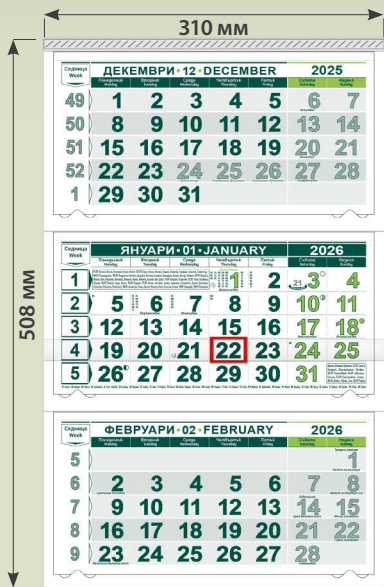 310 мм
508 мм
Седмица Week ДЕКЕМВРИ•12•DECEMBER 2025
Понеделник Monday Вторник Tuesday Сряда Wednesday Четвъртък Thursday Петък Friday Събота Saturday Неделя Sunday
49 1 2 3 4 5 6 7
50 8 9 10 11 12 13 14
51 15 16 17 18 19 20 21
52 22 23 24 25 26 27 28
1 29 30 31
Седмица Week ЯНУАРИ•01•JANUARY 2026
Понеделник Monday Вторник Tuesday Сряда Wednesday Четвъртък Thursday Петък Friday Събота Saturday Неделя Sunday
1 1 2 3 4
2 5 6 7 8 9 10 11
3 12 13 14 15 16 17 18
4 19 20 21 22 23 24 25
5 26 27 28 29 30 31
Седмица Week ФЕВРУАРИ•02•FEBRUARY 2026
Понеделник Monday Вторник Tuesday Сряда Wednesday Четвъртък Thursday Петък Friday Събота Saturday Неделя Sunday
5 1
6 2 3 4 5 6 7 8
7 9 10 11 12 13 14 15
8 16 17 18 19 20 21 22
9 23 24 25 26 27 28